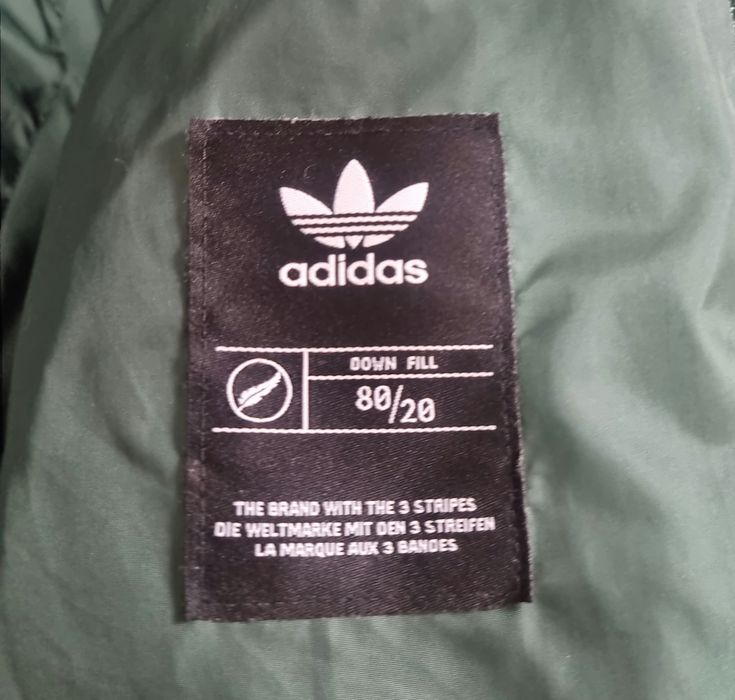 adidas
DOWN FILL
80/20
THE BRAND WITH THE 3 STRIPES
DIE WELTMARKE MIT DEN 3 STREIFEN
LA MARQUE AUX 3 BANDES